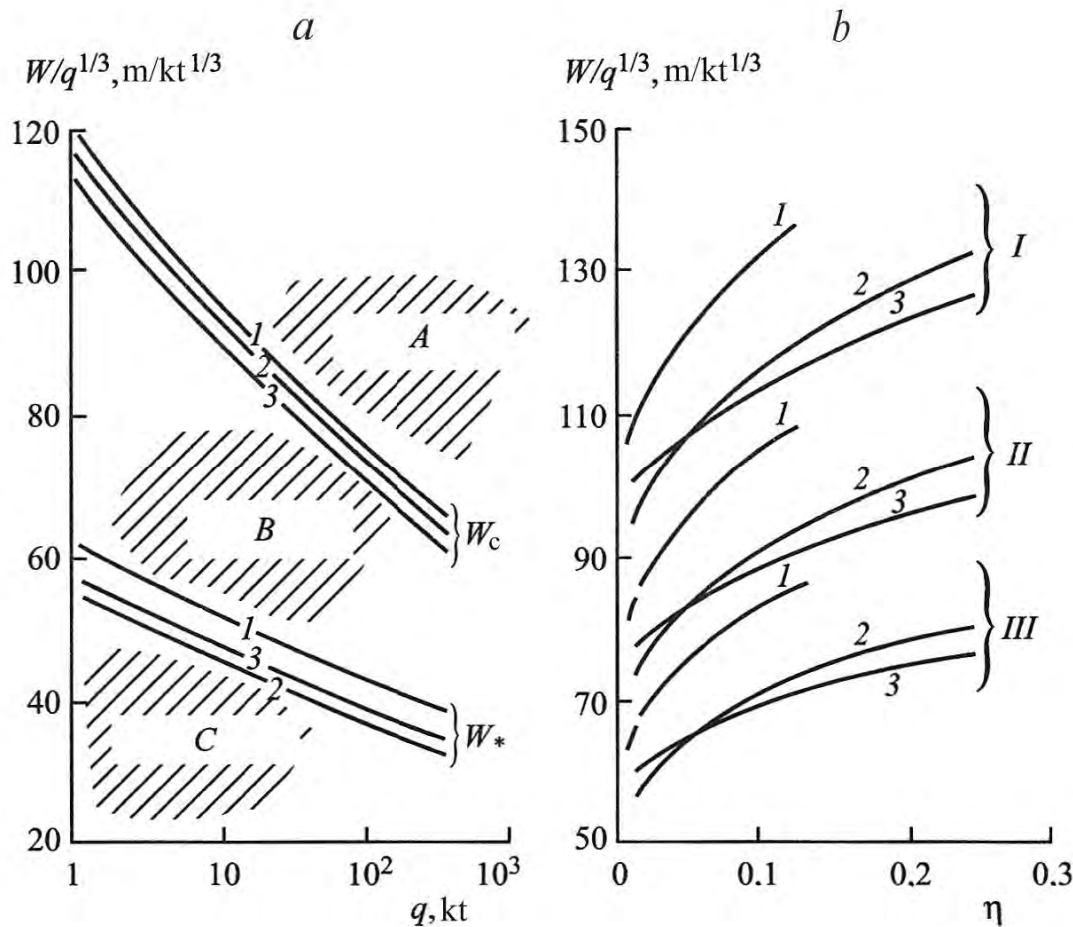 a
b
W/q^{1/3}, m/kt^{1/3}
W/q^{1/3}, m/kt^{1/3}
120
100
80
60
40
20
1
10
10^2
10^3
q, kt
1
2
3
A
B
C
W_c
1
3
2
W_*
150
130
110
90
70
50
0
0.1
0,2
0.3
η
1
2
3
I
1
2
3
II
1
2
3
III